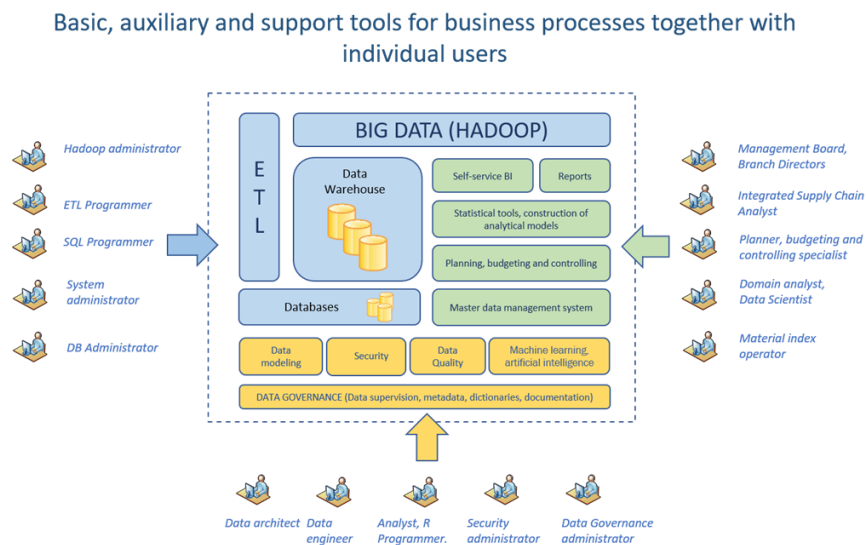 Basic, auxiliary and support tools for business processes together with
individual users
Hadoop administrator
ETL Programmer
SQL Programmer
System
administrator
DB Administrator
E
T
L
BIG DATA (HADOOP)
Data
Warehouse
Self-service BI
Reports
Statistical tools, construction of
analytical models
Planning, budgeting and controlling
Databases
Master data management system
Data
modeling
Security
Data
Quality
Machine learning,
artificial intelligence
DATA GOVERNANCE (Data supervision, metadata, dictionaries, documentation)
Management Board,
Branch Directors
Integrated Supply Chain
Analyst
Planner, budgeting and
controlling specialist
Domain analyst,
Data Scientist
Material index
operator
Data architect
Data
engineer
Analyst, R
Programmer.
Security
administrator
Data Governance
administrator